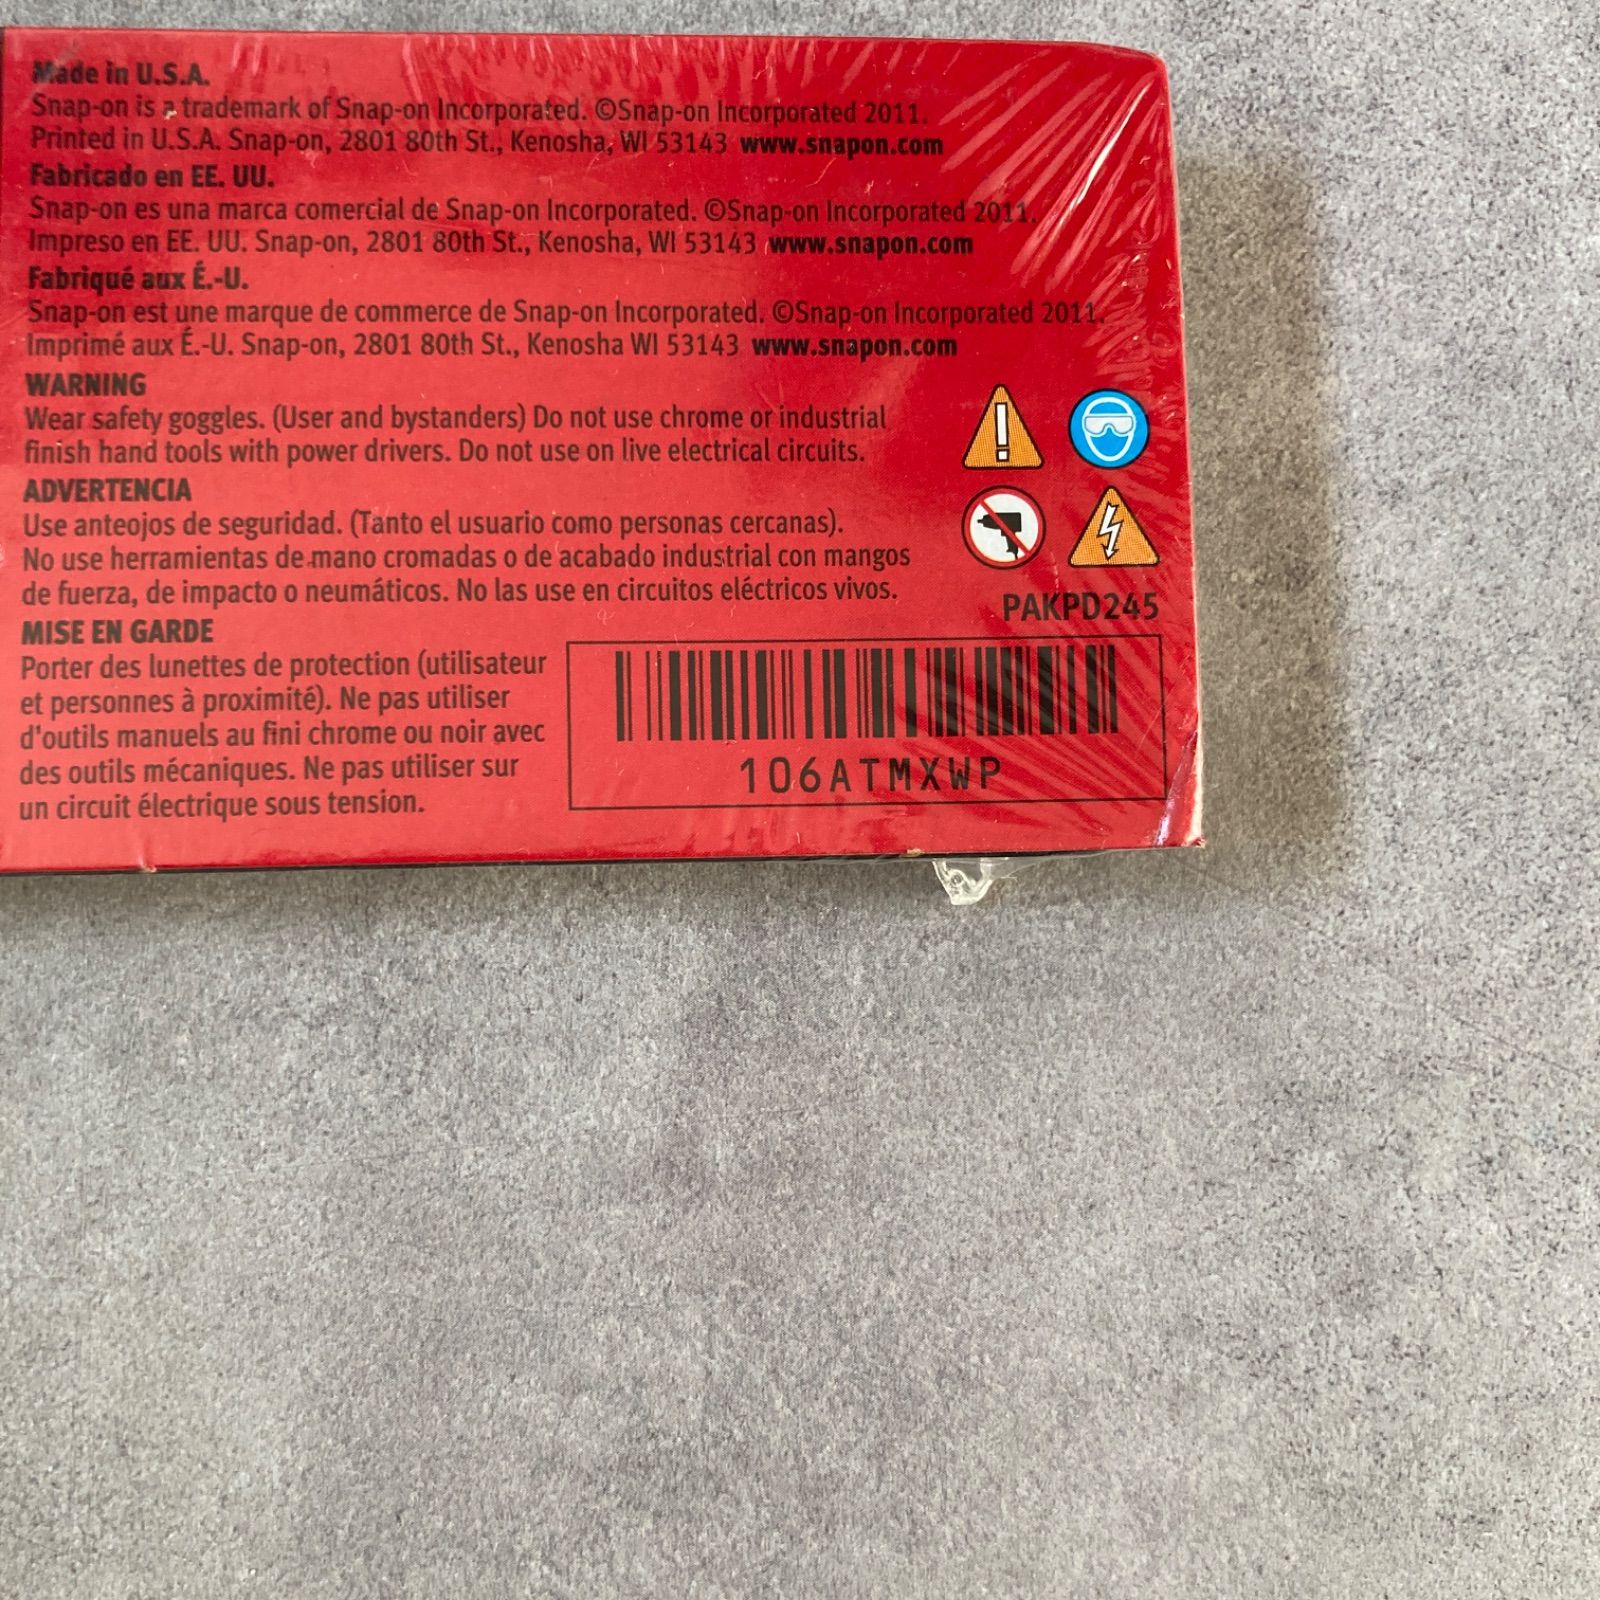 Made in U.S.A.
Snap-on is a trademark of Snap-on Incorporated. ©Snap-on Incorporated 2011.
Printed in U.S.A. Snap-on, 2801 80th St., Kenosha, WI 53143 www.snapon.com
Fabricado en EE. UU.
Snap-on es una marca comercial de Snap-on Incorporated. ©Snap-on Incorporated 2011.
Impreso en EE. UU. Snap-on, 2801 80th St., Kenosha, WI 53143 www.snapon.com
Fabriqué aux É.-U.
Snap-on est une marque de commerce de Snap-on Incorporated. ©Snap-on Incorporated 2011.
Imprimé aux É.-U. Snap-on, 2801 80th St., Kenosha WI 53143 www.snapon.com
WARNING
Wear safety goggles. (User and bystanders) Do not use chrome or industrial
finish hand tools with power drivers. Do not use on live electrical circuits.
ADVERTENCIA
Use anteojos de seguridad. (Tanto el usuario como personas cercanas).
No use herramientas de mano cromadas o de acabado industrial con mangos
de fuerza, de impacto o neumáticos. No las use en circuitos eléctricos vivos.
MISE EN GARDE
Porter des lunettes de protection (utilisateur
et personnes à proximité). Ne pas utiliser
d'outils manuels au fini chrome ou noir avec
des outils mécaniques. Ne pas utiliser sur
un circuit électrique sous tension.
PAKPD245
106ATMXWP